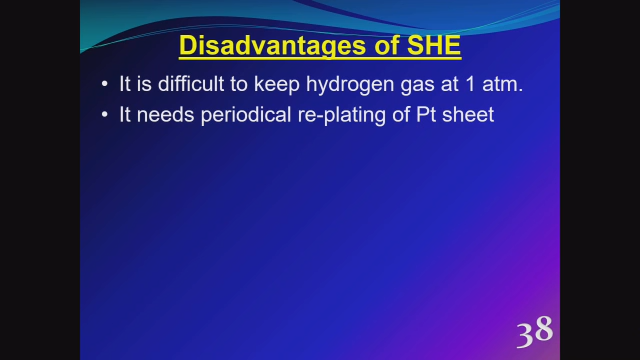 Disadvantages of SHE
• It is difficult to keep hydrogen gas at 1 atm.
• It needs periodical re-plating of Pt sheet
38